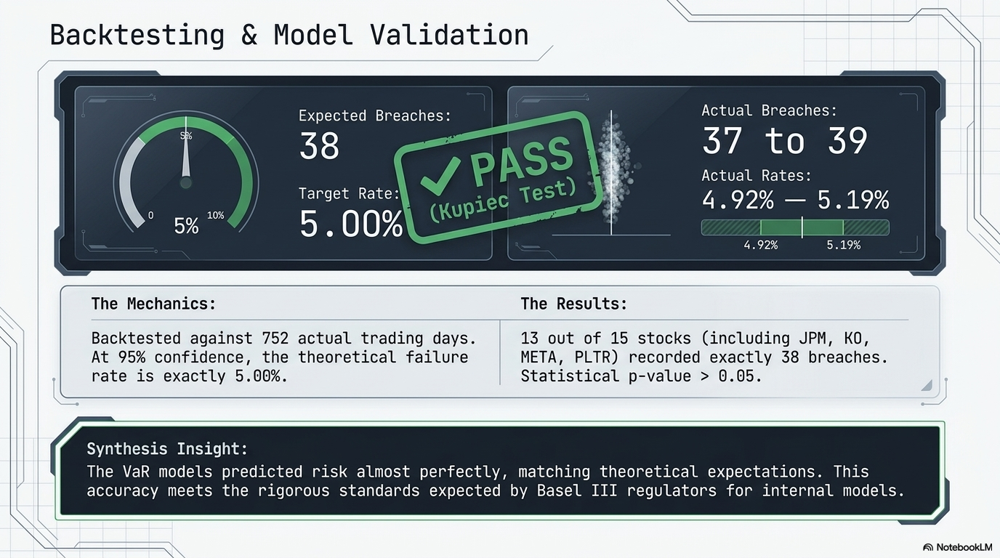 Backtesting & Model Validation
5%
0
10%
5%
Expected Breaches:
38
Target Rate:
5.00%
✓ PASS
(Kupiec Test)
Actual Breaches:
37 to 39
Actual Rates:
4.92% — 5.19%
4.92%
5.19%
The Mechanics:
Backtested against 752 actual trading days.
At 95% confidence, the theoretical failure
rate is exactly 5.00%.
The Results:
13 out of 15 stocks (including JPM, KO,
META, PLTR) recorded exactly 38 breaches.
Statistical p-value > 0.05.
Synthesis Insight:
The VaR models predicted risk almost perfectly, matching theoretical expectations. This
accuracy meets the rigorous standards expected by Basel III regulators for internal models.
NotebookLM